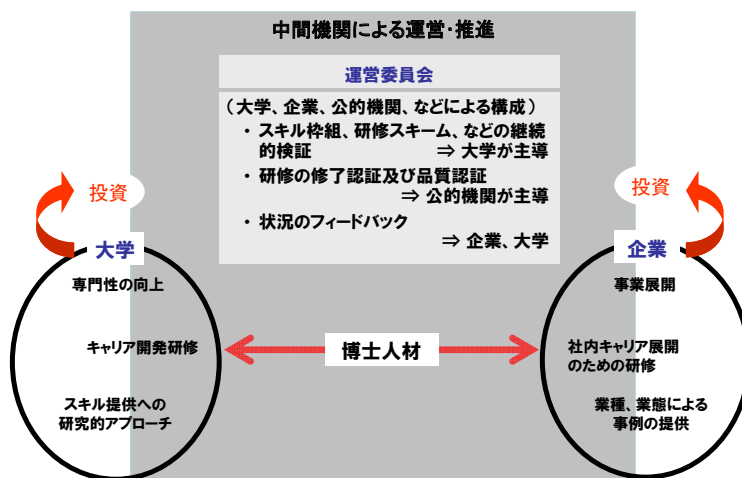 中間機関による運営・推進
運営委員会
（大学、企業、公的機関、などによる構成）
・ スキル枠組、研修スキーム、などの継続
的検証 ⇒ 大学が主導
・ 研修の修了認証及び品質認証
⇒ 公的機関が主導
・ 状況のフィードバック
⇒ 企業、大学
投資
投資
大学
専門性の向上
キャリア開発研修
スキル提供への
研究的アプローチ
博士人材
企業
事業展開
社内キャリア展開
のための研修
業種、業態による
事例の提供